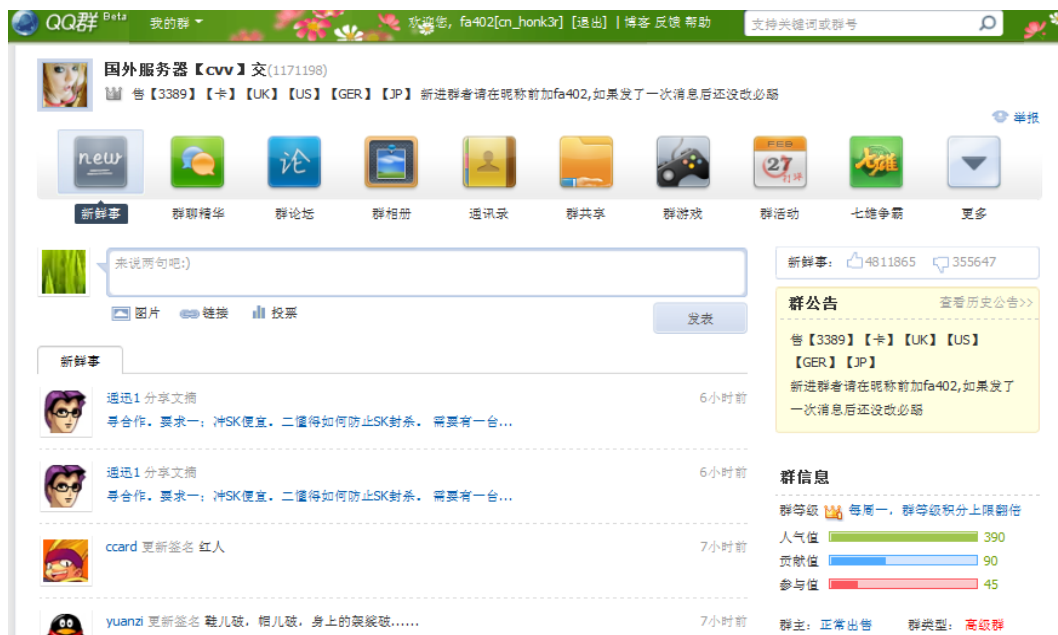 QQ群 Beta 我的群 欢迎您, fa402[cn_honk3r] [退出] | 博客 反馈 帮助 支持关键词或群号
国外服务器【cvv】交(1171198)
售【3389】【卡】【UK】【US】【GER】【JP】 新进群者请在昵称前加fa402,如果发了一次消息后还没改必踢
举报
new 论 FEB 27 打坪 七雄
新鲜事 群聊精华 群论坛 群相册 通讯录 群共享 群游戏 群活动 七雄争霸 更多
来说两句吧:)
图片 链接 投票 发表
新鲜事: 4811865 355647
群公告 查看历史公告>>
售【3389】【卡】【UK】【US】
【GER】【JP】
新进群者请在昵称前加fa402,如果发了
一次消息后还没改必踢
新鲜事
通迅1 分享文摘 6小时前
寻合作。要求一：冲SK便宜。二懂得如何防止SK封杀。 需要有一台...
通迅1 分享文摘 6小时前
寻合作。要求一：冲SK便宜。二懂得如何防止SK封杀。 需要有一台...
ccard 更新签名 红人 7小时前
yuanzi 更新签名 鞋儿破，帽儿破，身上的袈裟破...... 7小时前
群信息
群等级 每周一，群等级积分上限翻倍
人气值 390
贡献值 90
参与值 45
群主: 正常出售 群类型: 高级群